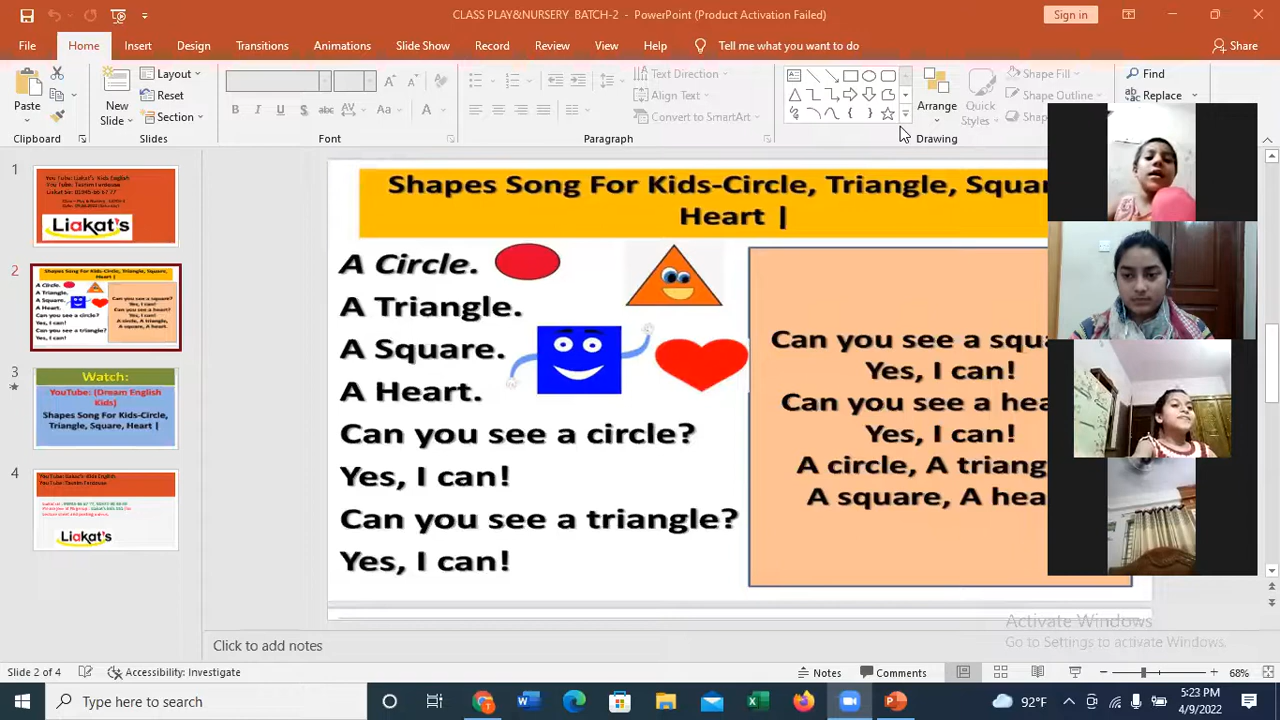 CLASS PLAY&NURSERY BATCH-2 - PowerPoint (Product Activation Failed)
Sign in
File Home Insert Design Transitions Animations Slide Show Record Review View Help Tell me what you want to do
Share
Paste
New Slide
Layout
Reset
Section
Clipboard
Slides
Font
Text Direction
Align Text
Convert to SmartArt
Paragraph
Arrange
Quick Styles
Shape Fill
Shape Outline
Drawing
Find
Replace
1
Liakat's
2
3
Watch:
YouTube: (Dream English Kids)
Shapes Song For Kids-Circle,
Triangle, Square, Heart |
4
Liakat's
Shapes Song For Kids-Circle, Triangle, Squar
Heart |
A Circle.
A Triangle.
A Square.
A Heart.
Can you see a circle?
Yes, I can!
Can you see a triangle?
Yes, I can!
Can you see a squa
Yes, I can!
Can you see a hea
Yes, I can!
A circle, A triang
A square, A hea
Activate Windows
Go to Settings to activate Windows.
Click to add notes
Slide 2 of 4
Accessibility: Investigate
Notes
Comments
68%
Type here to search
92°F
5:23 PM
4/9/2022